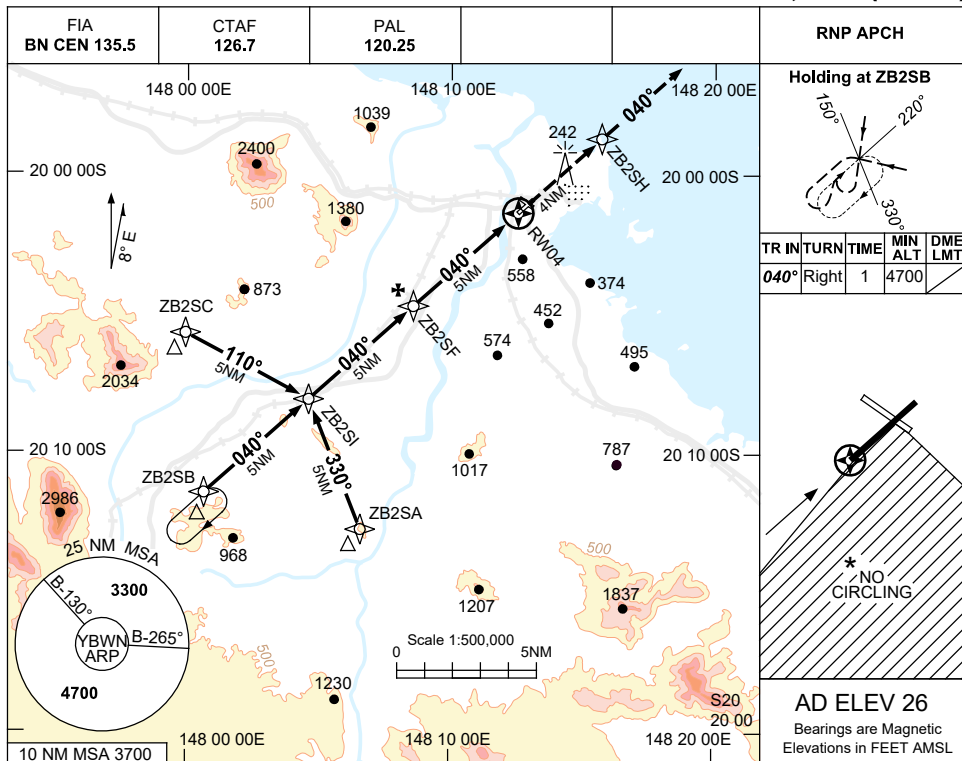 FIA
BN CEN 135.5
CTAF
126.7
PAL
120.25
RNP APCH
148 00 00E
148 10 00E
148 20 00E
Holding at ZB2SB
150°
220°
330°
TR IN TURN TIME MIN ALT DME LMT
040° Right 1 4700
1039
242
040°
2400
ZB2SH
20 00 00S
20 00 00S
500
1380
4NM
RW04
8° E
558
040°
5NM
873
374
ZB2SC
ZB2SF
452
110°
5NM
040°
5NM
574
2034
495
ZB2SI
040°
5NM
330°
5NM
20 10 00S
20 10 00S
1017
787
ZB2SB
2986
ZB2SA
968
25 NM MSA
500
3300
B-130°
YBWN
ARP
B-265°
4700
1207
1837
* NO
CIRCLING
Scale 1:500,000
0
5NM
500
1230
S20
20 00
148 00 00E
148 10 00E
148 20 00E
10 NM MSA 3700
AD ELEV 26
Bearings are Magnetic
Elevations in FEET AMSL